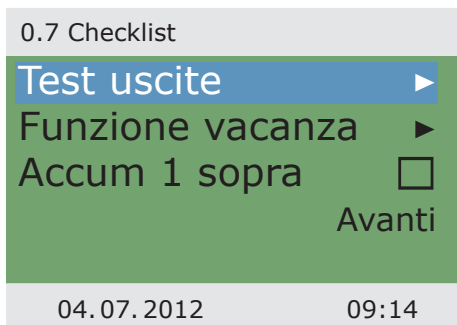 0.7 Checklist
Test uscite
Funzione vacanza
Accum 1 sopra
Avanti
04.07.2012 09:14